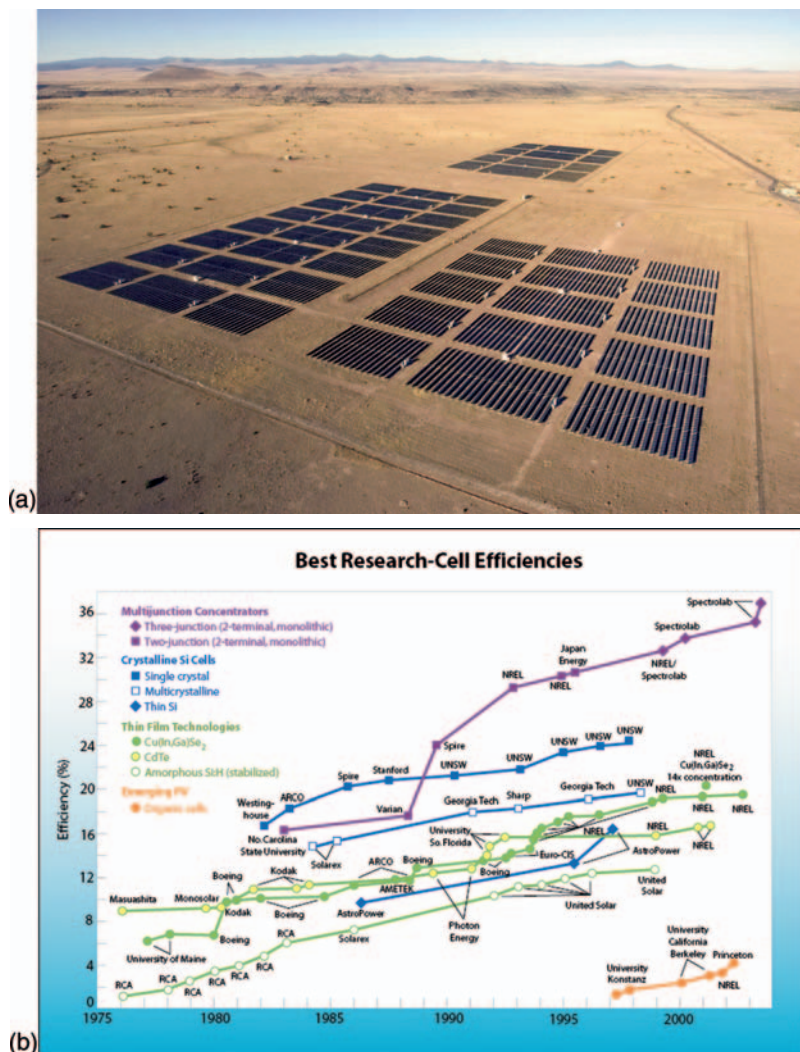 (a)
Best Research-Cell Efficiencies
Multijunction Concentrators
Three-junction (2-terminal, monolithic)
Two-junction (2-terminal, monolithic)
Crystalline Si Cells
Single crystal
Multicrystalline
Thin Si
Thin Film Technologies
Cu(In,Ga)Se2
CdTe
Amorphous Si:H (stabilized)
Emerging PV
Organic cells
Efficiency (%)
36
32
28
24
20
16
12
8
4
0
1975
1980
1985
1990
1995
2000
Spectrolab
Spectrolab
Japan
Energy
NREL
NREL
NREL/
Spectrolab
Spire
Varian
No. Carolina
State University
Westing-
house
ARCO
Spire
Stanford
UNSW
UNSW
UNSW
UNSW
UNSW
Solarex
Georgia Tech
Sharp
Georgia Tech
UNSW
NREL
Cu(In,Ga)Se2
14x concentration
NREL
NREL
NREL
NREL
University
So. Florida
NREL
Euro-CIS
AstroPower
ARCO
Boeing
AMETEK
Boeing
Kodak
Boeing
Kodak
Boeing
Masuashita
Monosolar
Boeing
University of Maine
AstroPower
Photon
Energy
United Solar
United
Solar
RCA
RCA
RCA
RCA
RCA
RCA
RCA
Solarex
University
Konstanz
University
California
Berkeley
Princeton
NREL
(b)